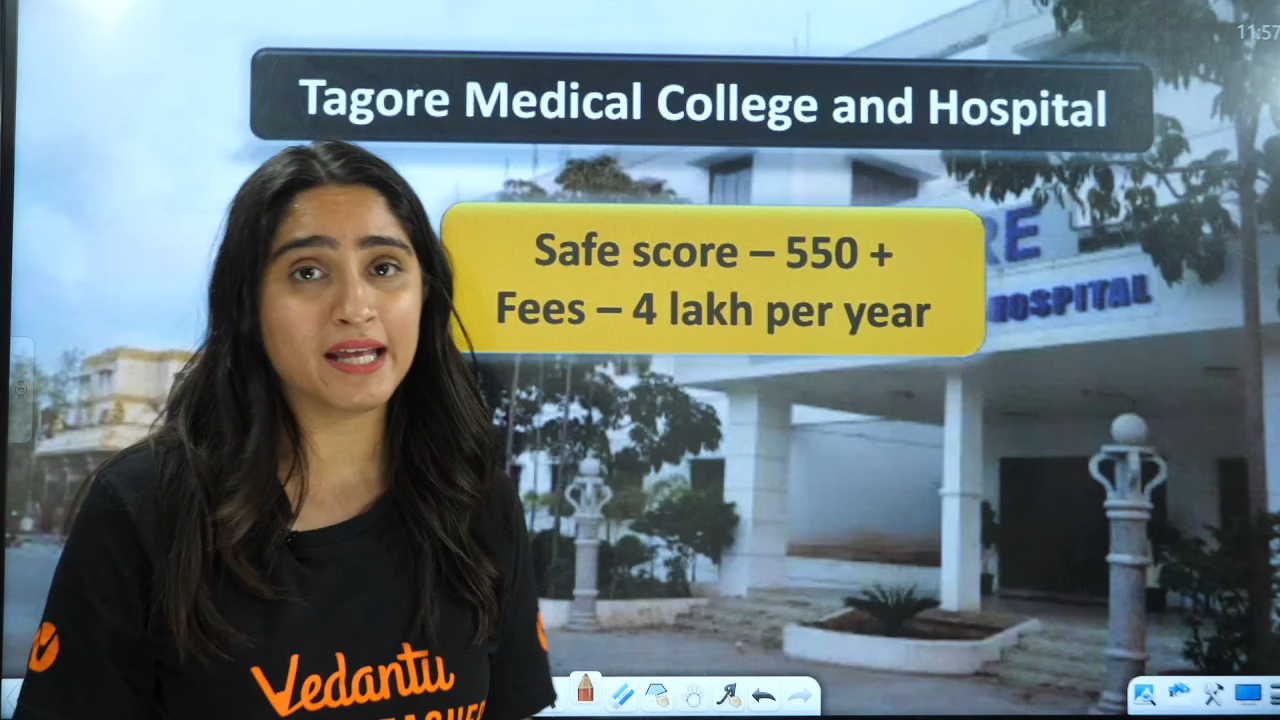 11:57
Tagore Medical College and Hospital
Safe score – 550 +
Fees – 4 lakh per year
RE
HOSPITAL
Vedantu